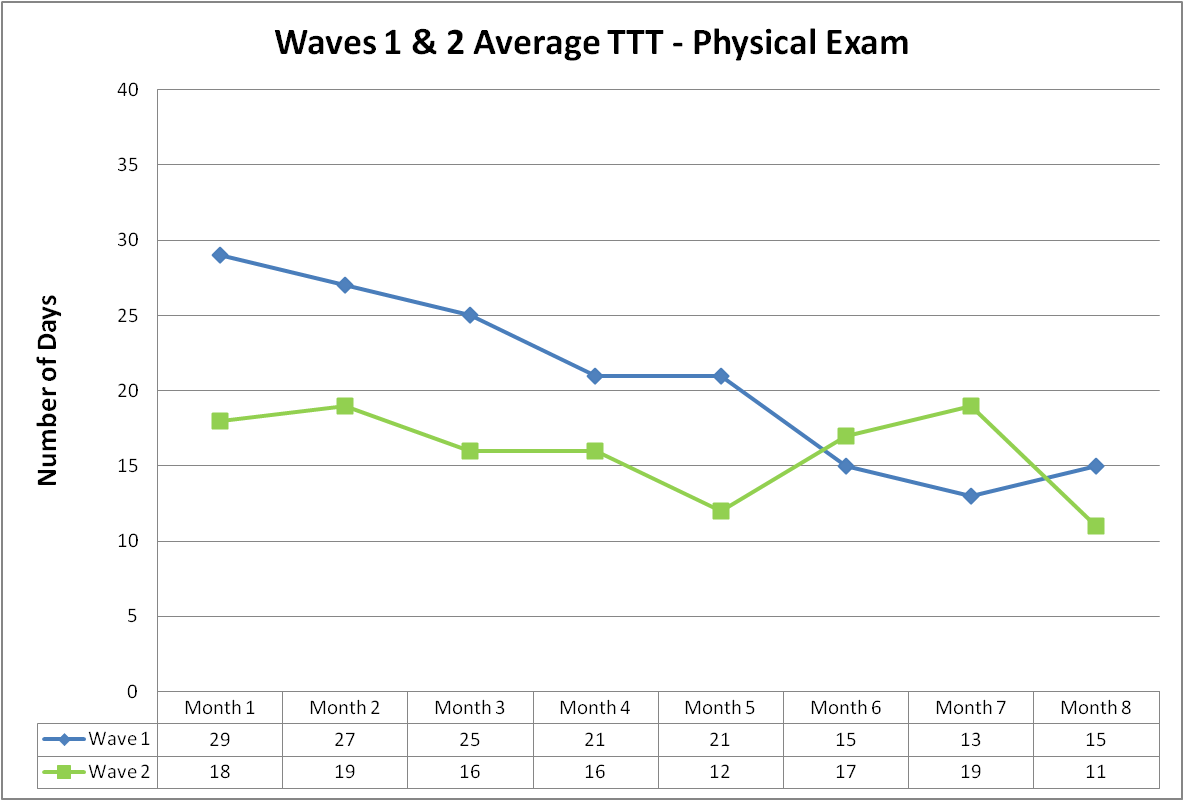 Waves 1 & 2 Average TTT - Physical Exam
Number of Days
40
35
30
25
20
15
10
5
0
Month 1 Month 2 Month 3 Month 4 Month 5 Month 6 Month 7 Month 8
Wave 1 29 27 25 21 21 15 13 15
Wave 2 18 19 16 16 12 17 19 11